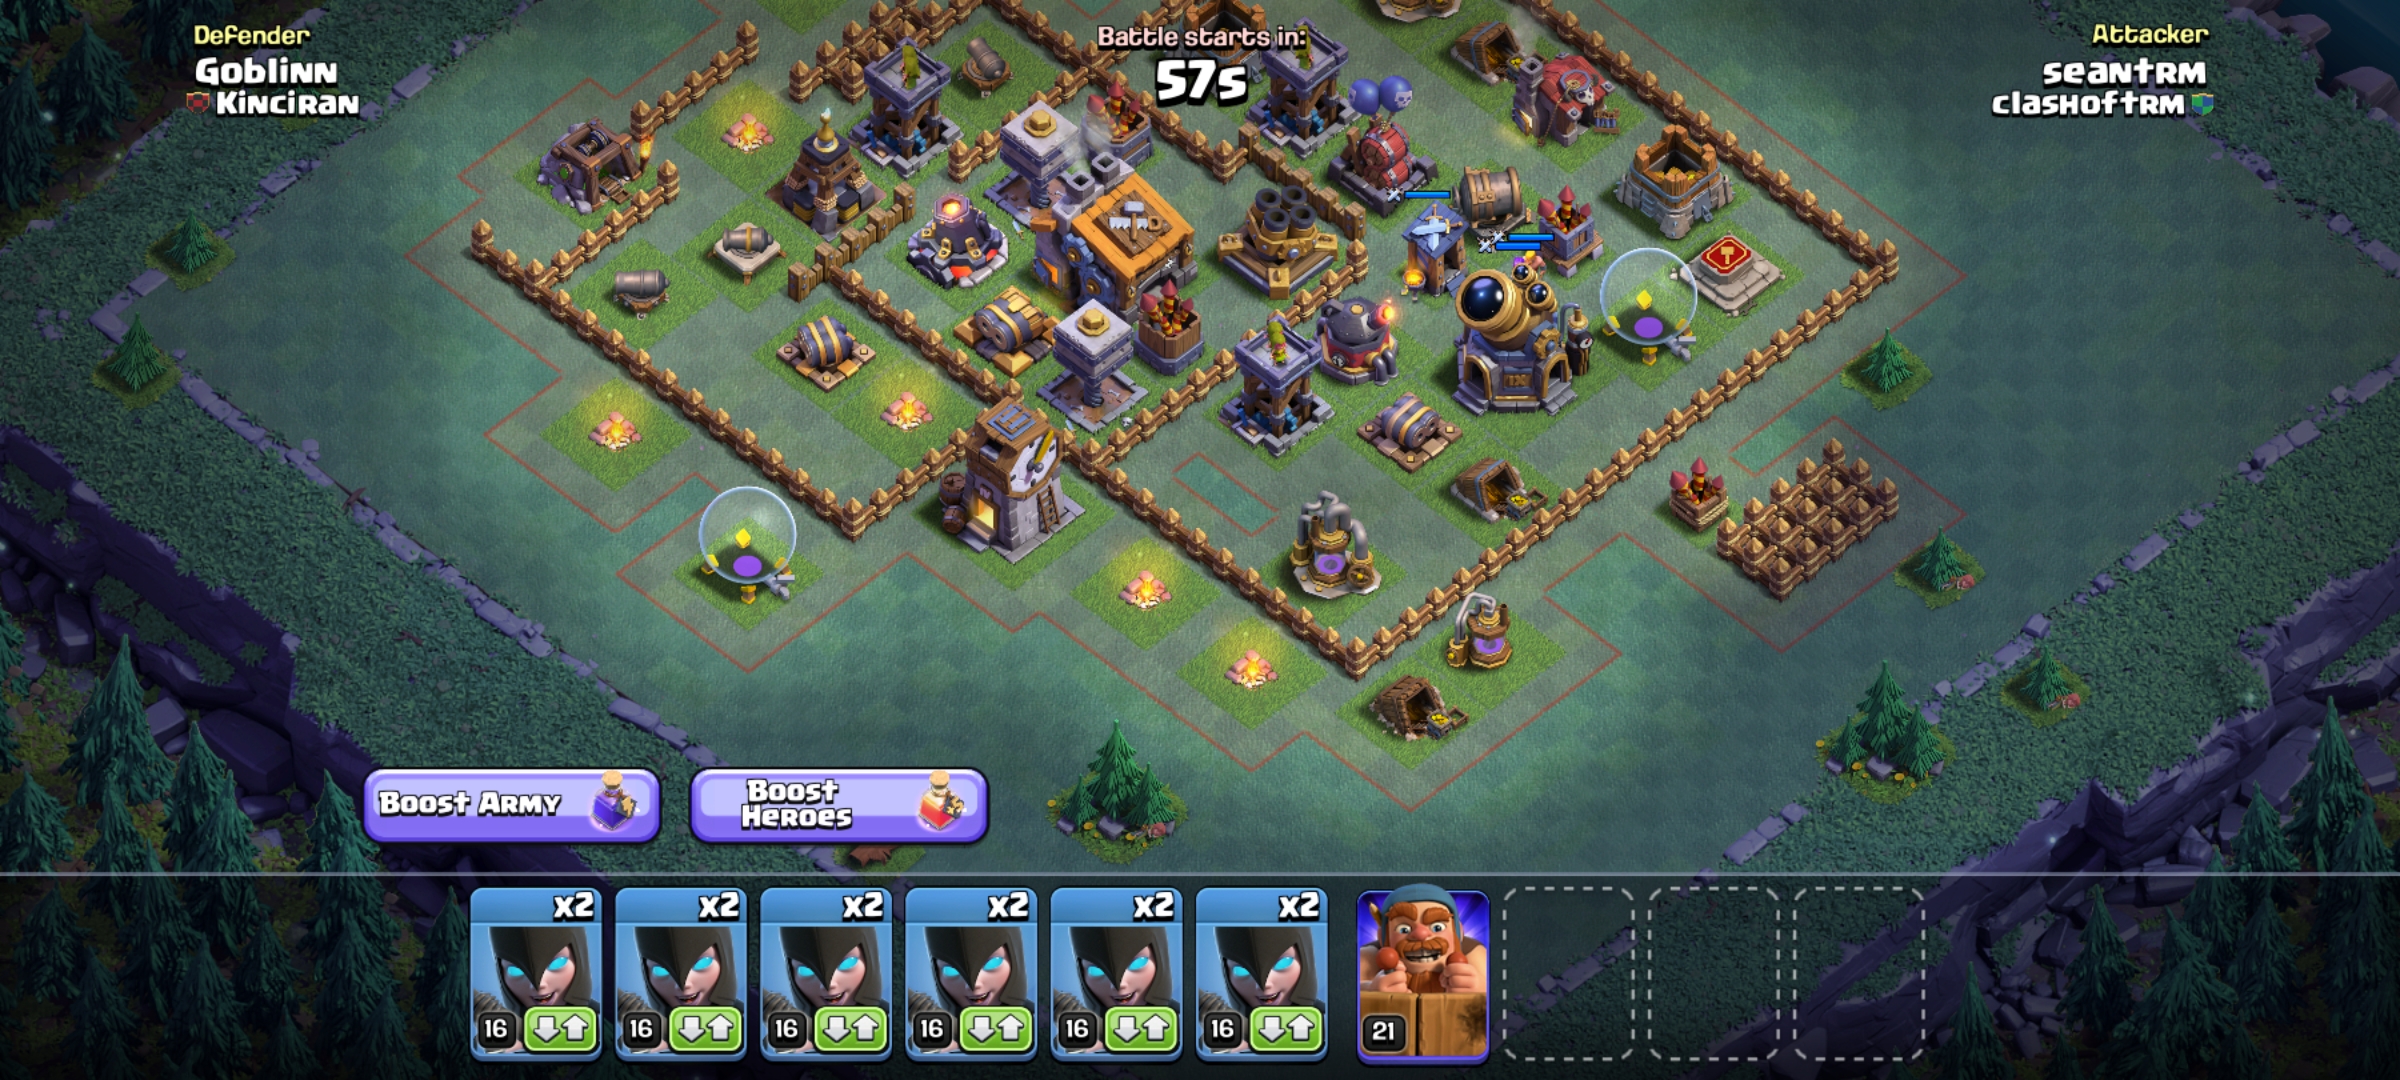 Defender
GoblinN
Kinciran
Battle starts in:
57s
Attacker
seantRM
clashoftRM
Boost Army
Boost
Heroes
x2
x2
x2
x2
x2
x2
16
16
16
16
16
16
21